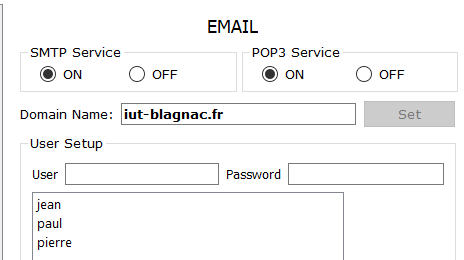 EMAIL
SMTP Service POP3 Service
ON OFF ON OFF
Domain Name: iut-blagnac.fr Set
User Setup
User Password
jean
paul
pierre